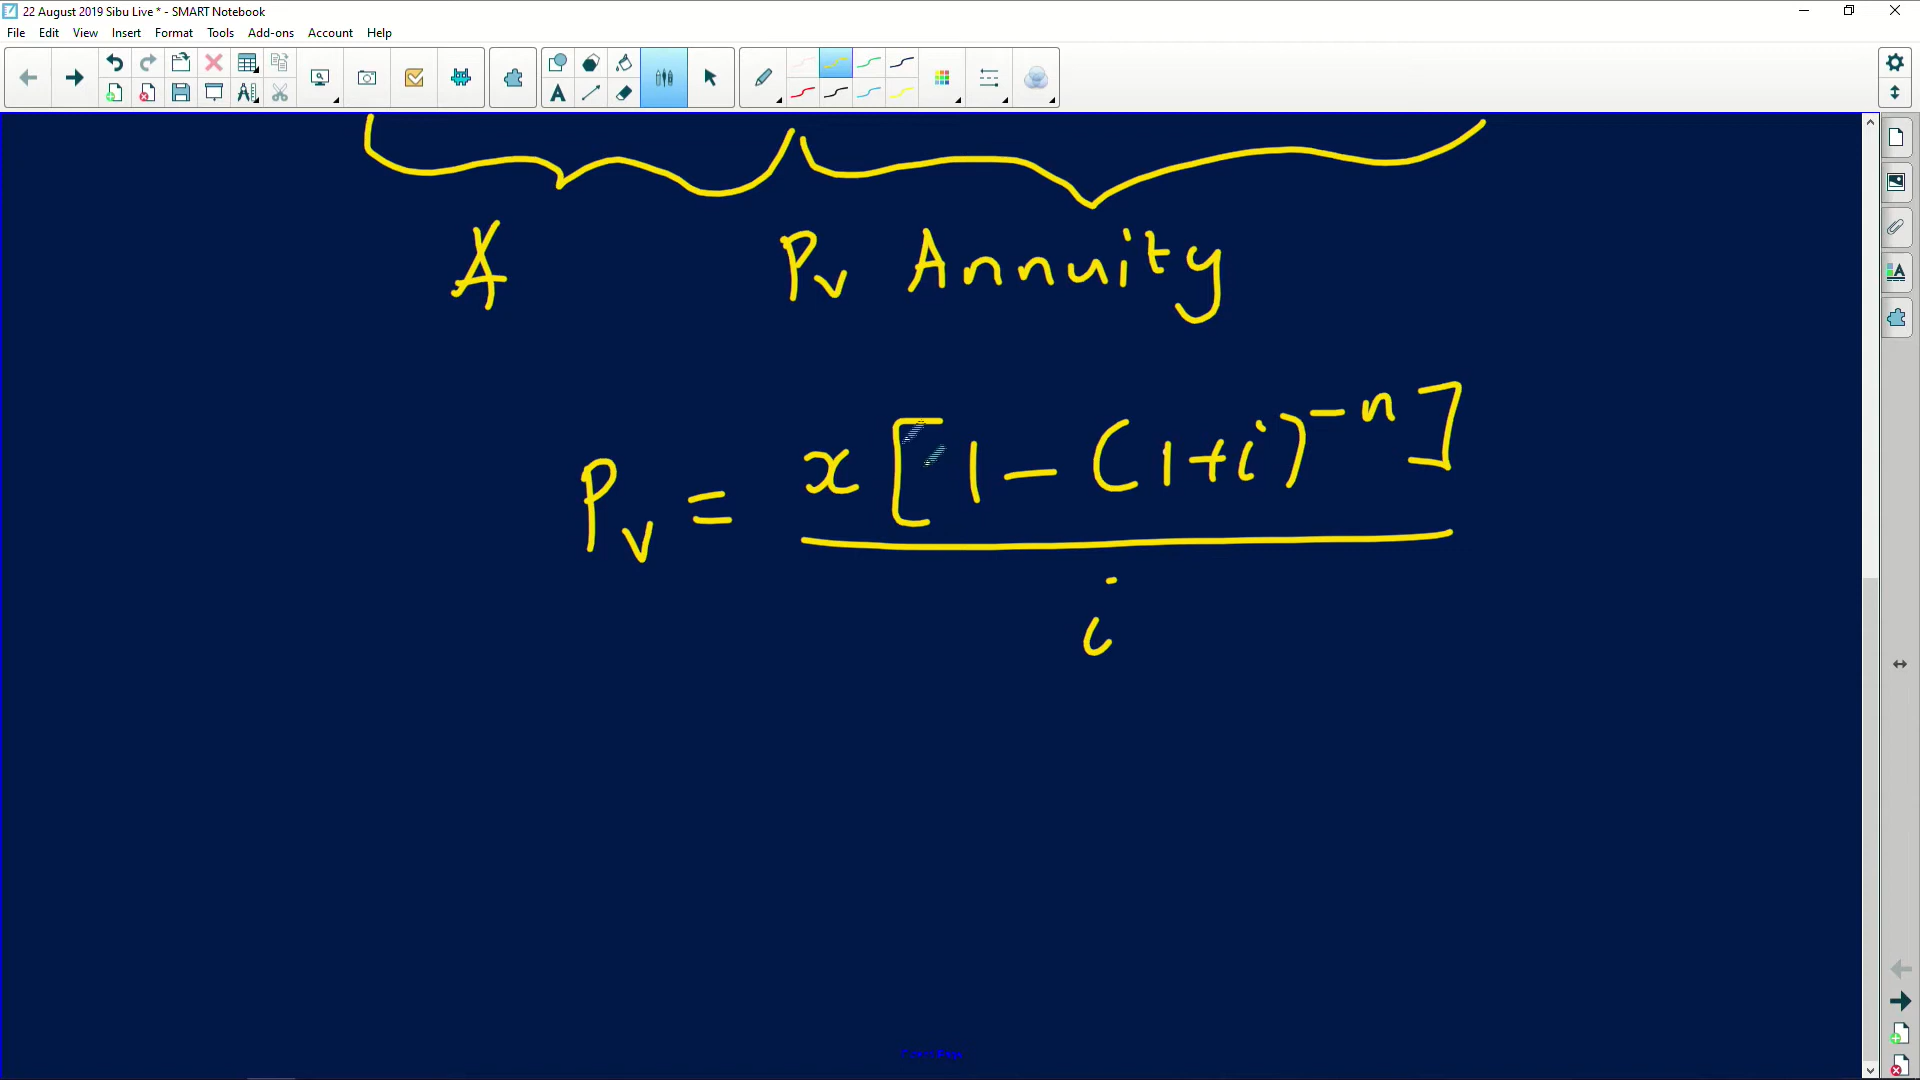 22 August 2019 Sibu Live * - SMART Notebook
File Edit View Insert Format Tools Add-ons Account Help
A Pv Annuity
Pv = x[1-(1+i)^-n]
i